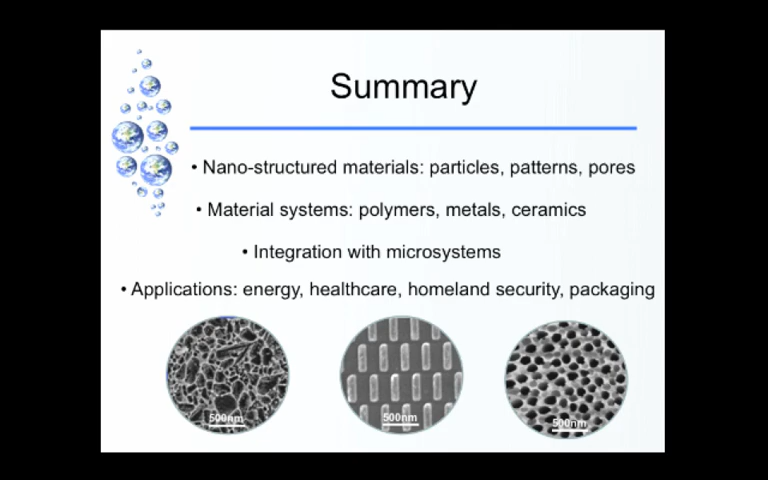 Summary
• Nano-structured materials: particles, patterns, pores
• Material systems: polymers, metals, ceramics
• Integration with microsystems
• Applications: energy, healthcare, homeland security, packaging
500nm
500nm
500nm